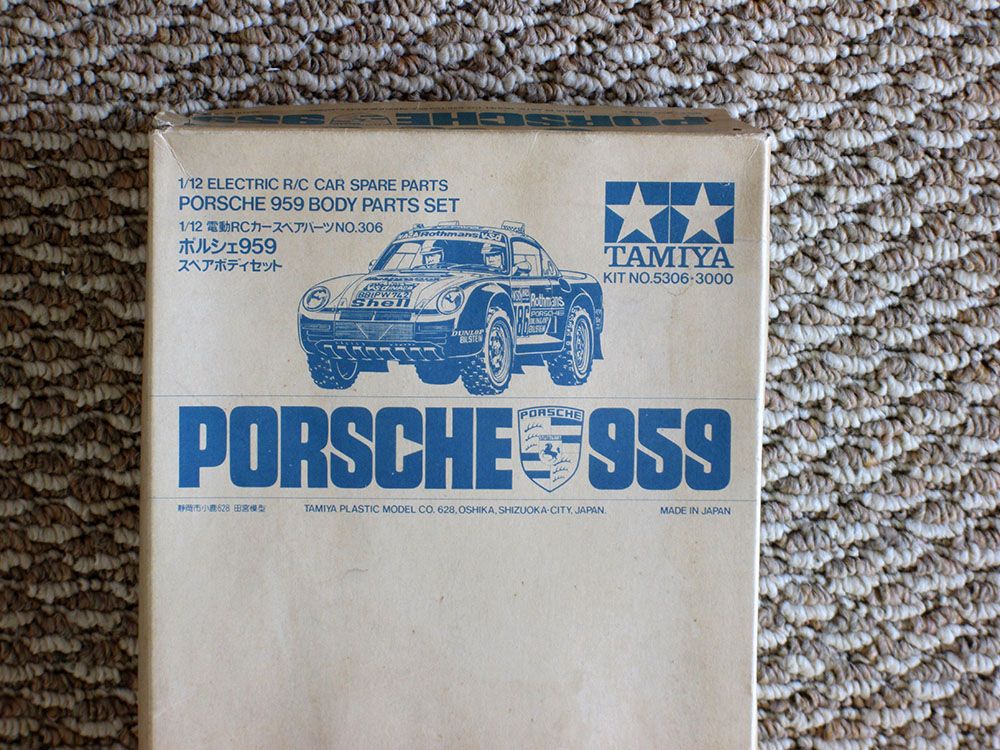 PORSCHE 959
1/12 ELECTRIC R/C CAR SPARE PARTS
PORSCHE 959 BODY PARTS SET
1/12 電動RCカースペアパーツNO.306
ポルシェ959
スペアボディセット
TAMIYA
KIT NO.5306・3000
Rothmans
Shell
Rothmans
PORSCHE
DUNLOP
BILSTEIN
DUNLOP
BILSTEIN
PORSCHE 959
PORSCHE
STUTTGART
静岡市小鹿628 田宮模型
TAMIYA PLASTIC MODEL CO. 628, OSHIKA, SHIZUOKA-CITY, JAPAN.
MADE IN JAPAN